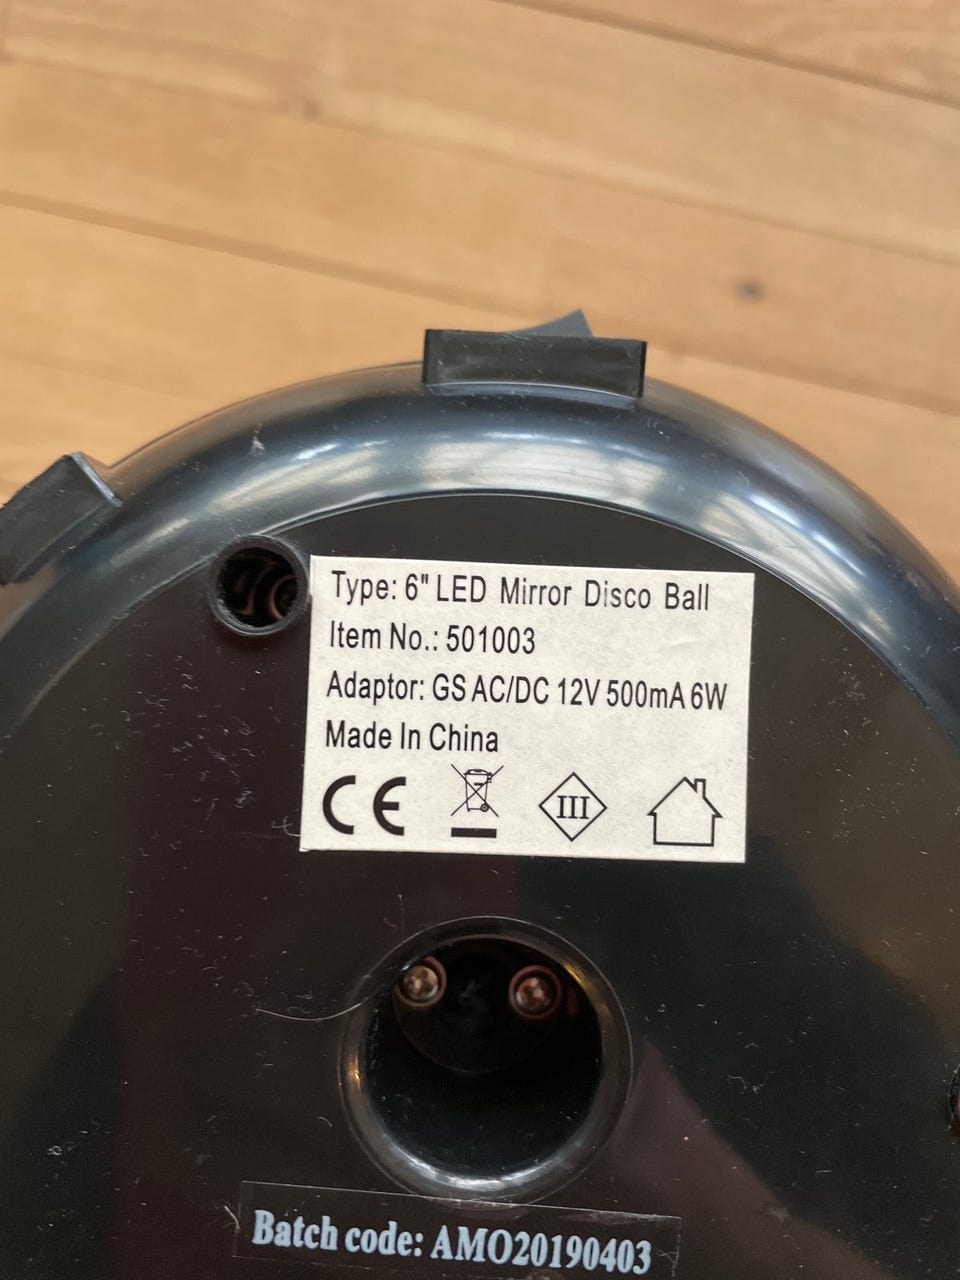 Type: 6" LED Mirror Disco Ball
Item No.: 501003
Adaptor: GS AC/DC 12V 500mA 6W
Made In China
CE
III
Batch code: AMO20190403